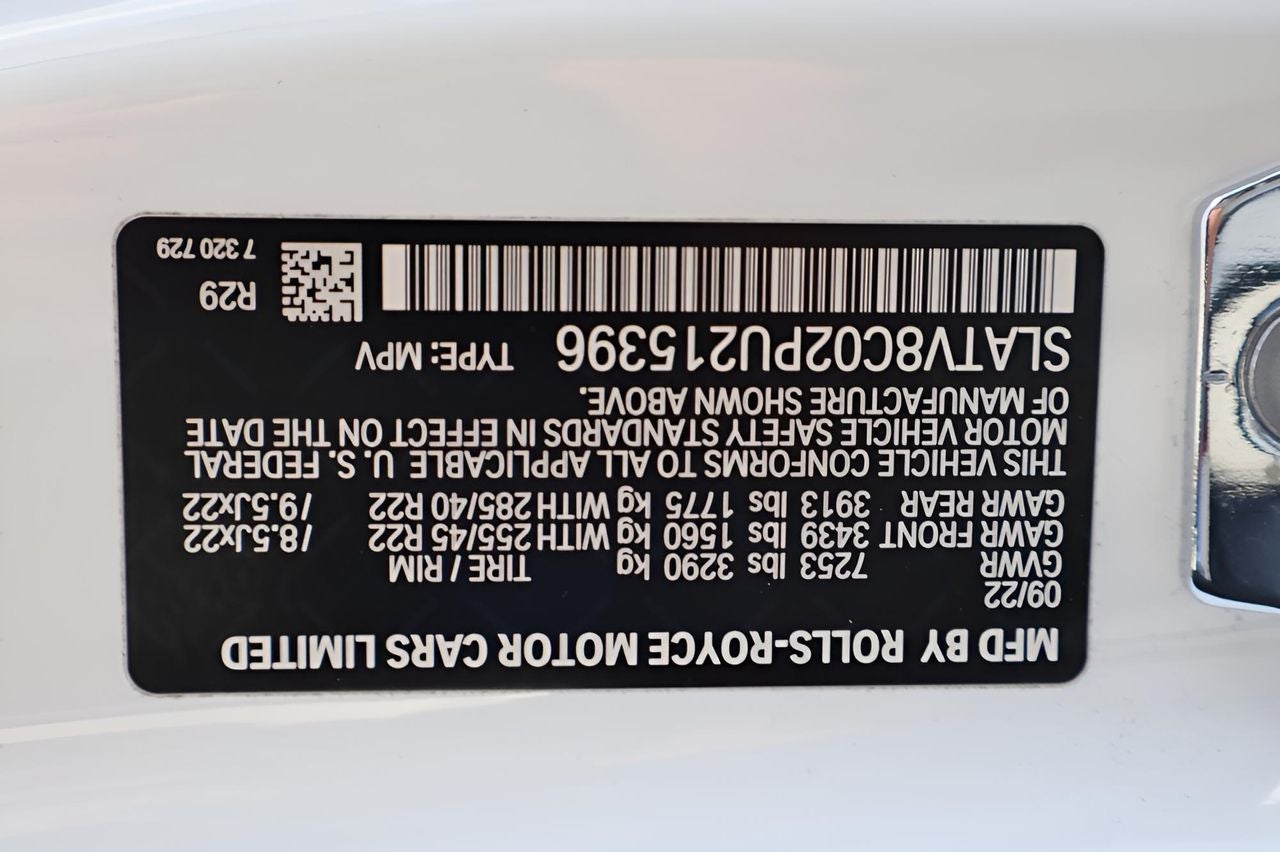 MFD BY ROLLS-ROYCE MOTOR CARS LIMITED
09/22
GVWR 7253 lbs 3290 kg TIRE / RIM
GAWR FRONT 3439 lbs 1560 kg WITH 255/45 R22 /8.5Jx22
GAWR REAR 3913 lbs 1775 kg WITH 285/40 R22 /9.5Jx22
THIS VEHICLE CONFORMS TO ALL APPLICABLE U. S. FEDERAL
MOTOR VEHICLE SAFETY STANDARDS IN EFFECT ON THE DATE
OF MANUFACTURE SHOWN ABOVE.
SLATV8C02PU215396 TYPE: MPV
R29
7 320 729